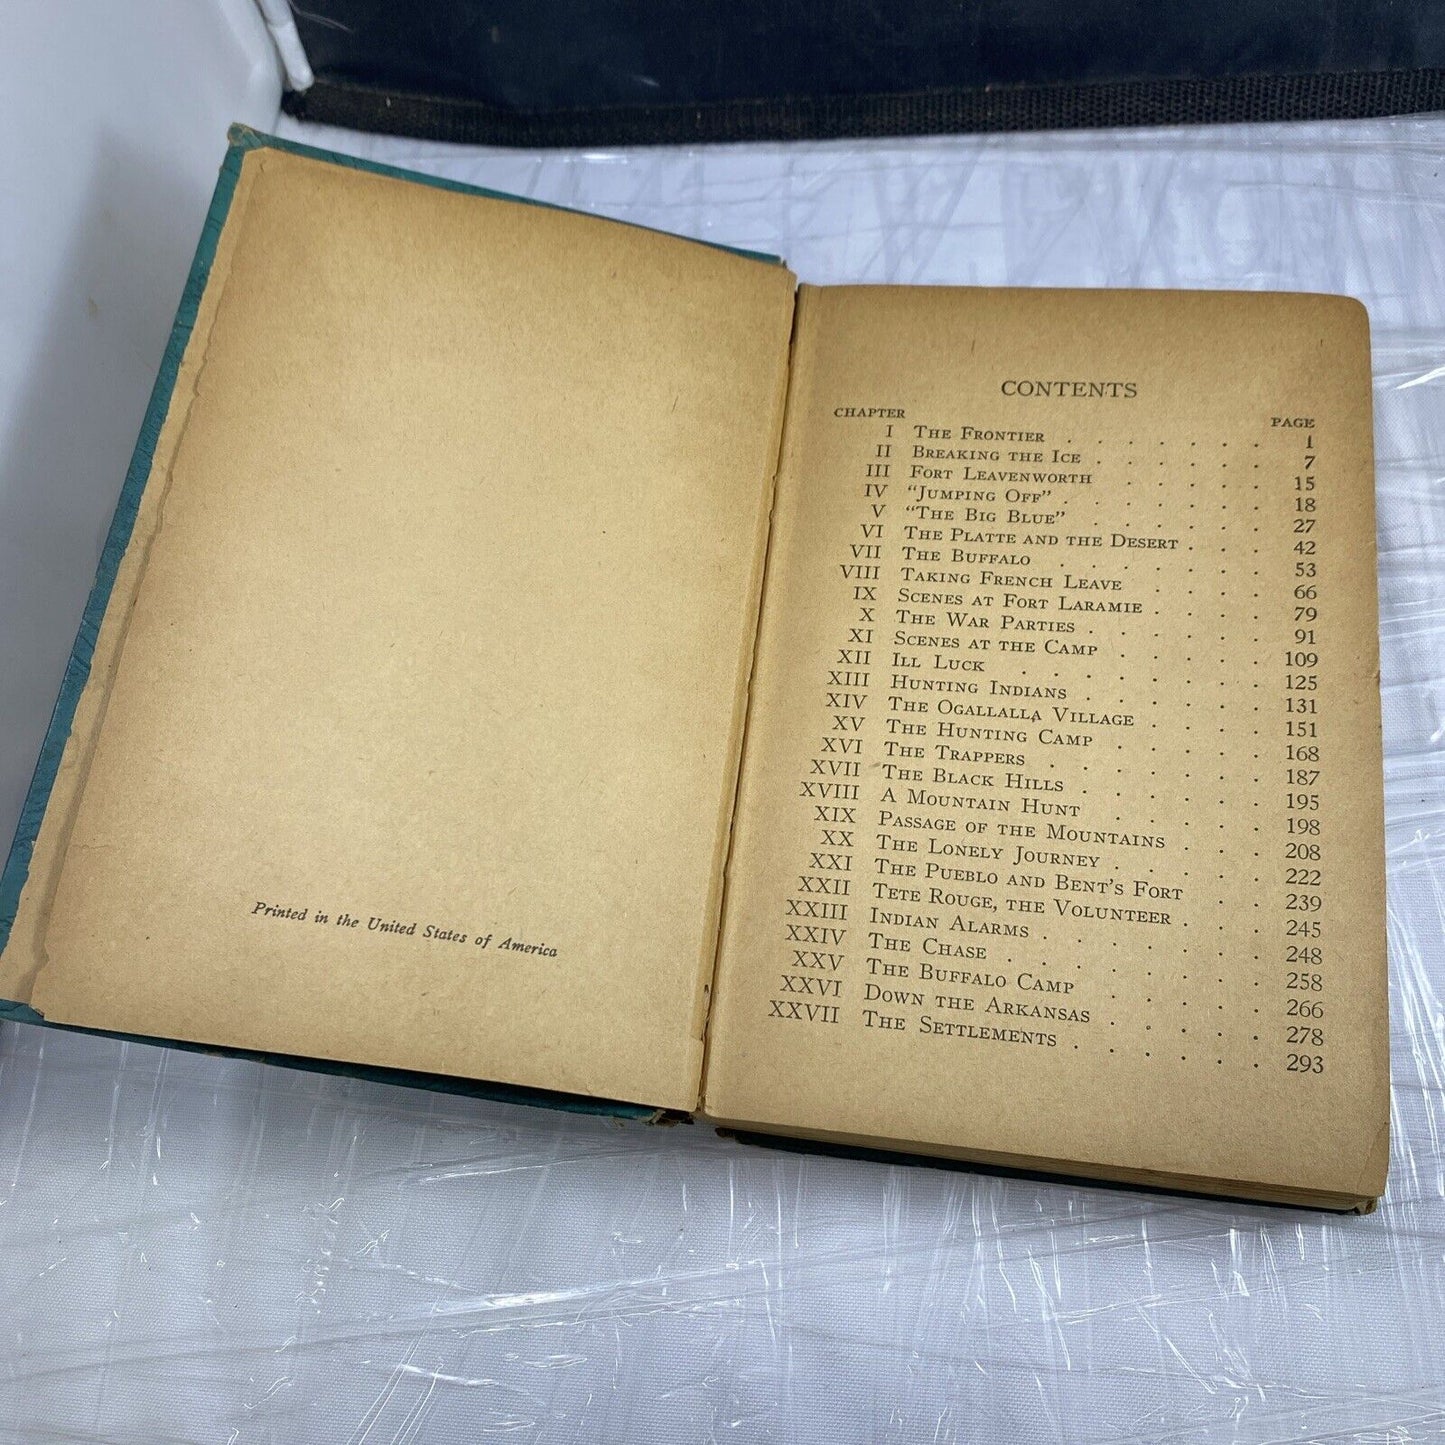 Printed in the United States of America
CONTENTS
CHAPTER PAGE
I The Frontier . . . . . . . 1
II Breaking the Ice . . . . . . 7
III Fort Leavenworth . . . . . 15
IV "Jumping Off" . . . . . . . 18
V "The Big Blue" . . . . . . 27
VI The Platte and the Desert . . . 42
VII The Buffalo . . . . . . . 53
VIII Taking French Leave . . . . 66
IX Scenes at Fort Laramie . . . . 79
X The War Parties . . . . . . 91
XI Scenes at the Camp . . . . . 109
XII Ill Luck . . . . . . . . 125
XIII Hunting Indians . . . . . . 131
XIV The Ogallalla Village . . . . 151
XV The Hunting Camp . . . . . 168
XVI The Trappers . . . . . . . 187
XVII The Black Hills . . . . . . 195
XVIII A Mountain Hunt . . . . . 198
XIX Passage of the Mountains . . . 208
XX The Lonely Journey . . . . . 222
XXI The Pueblo and Bent's Fort . . 239
XXII Tete Rouge, the Volunteer . . . 245
XXIII Indian Alarms . . . . . . . 248
XXIV The Chase . . . . . . . . 258
XXV The Buffalo Camp . . . . . 266
XXVI Down the Arkansas . . . . . 278
XXVII The Settlements . . . . . . 293